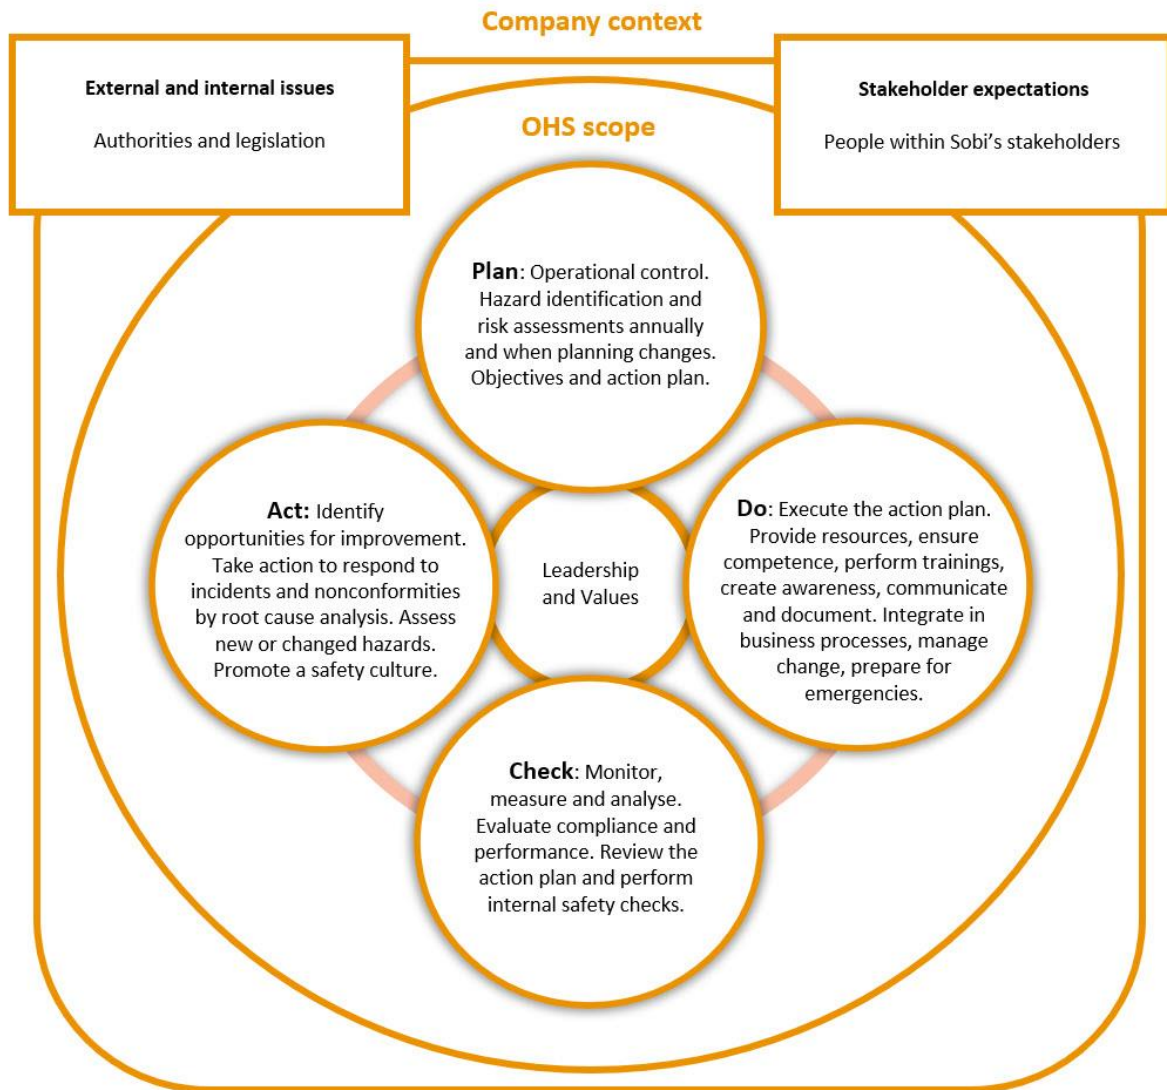 Company context
External and internal issues
Authorities and legislation
Stakeholder expectations
People within Sobi's stakeholders
OHS scope
Plan: Operational control.
Hazard identification and
risk assessments annually
and when planning changes.
Objectives and action plan.
Act: Identify
opportunities for improvement.
Take action to respond to
incidents and nonconformities
by root cause analysis. Assess
new or changed hazards.
Promote a safety culture.
Leadership
and Values
Do: Execute the action plan.
Provide resources, ensure
competence, perform trainings,
create awareness, communicate
and document. Integrate in
business processes, manage
change, prepare for
emergencies.
Check: Monitor,
measure and analyse.
Evaluate compliance and
performance. Review the
action plan and perform
internal safety checks.